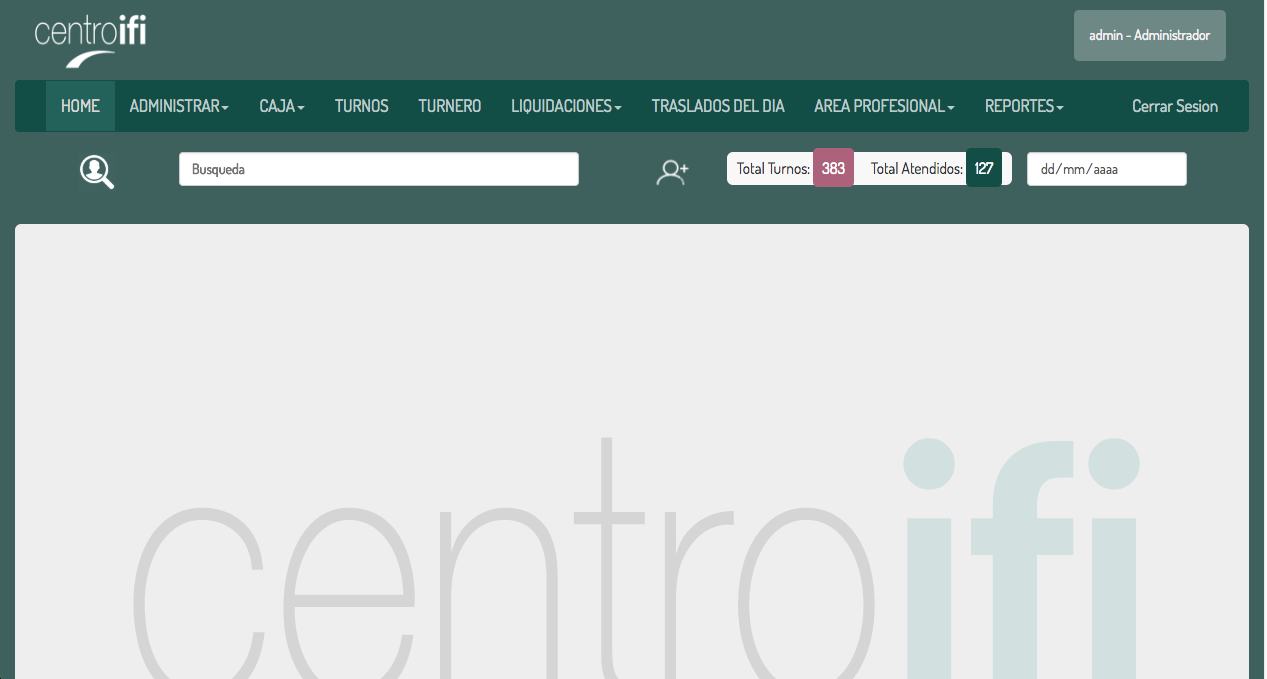 centroifi
admin - Administrador
HOME ADMINISTRAR CAJA TURNOS TURNERO LIQUIDACIONES TRASLADOS DEL DIA AREA PROFESIONAL REPORTES Cerrar Sesion
Busqueda Total Turnos: 383 Total Atendidos: 127 dd/mm/aaaa
centroifi